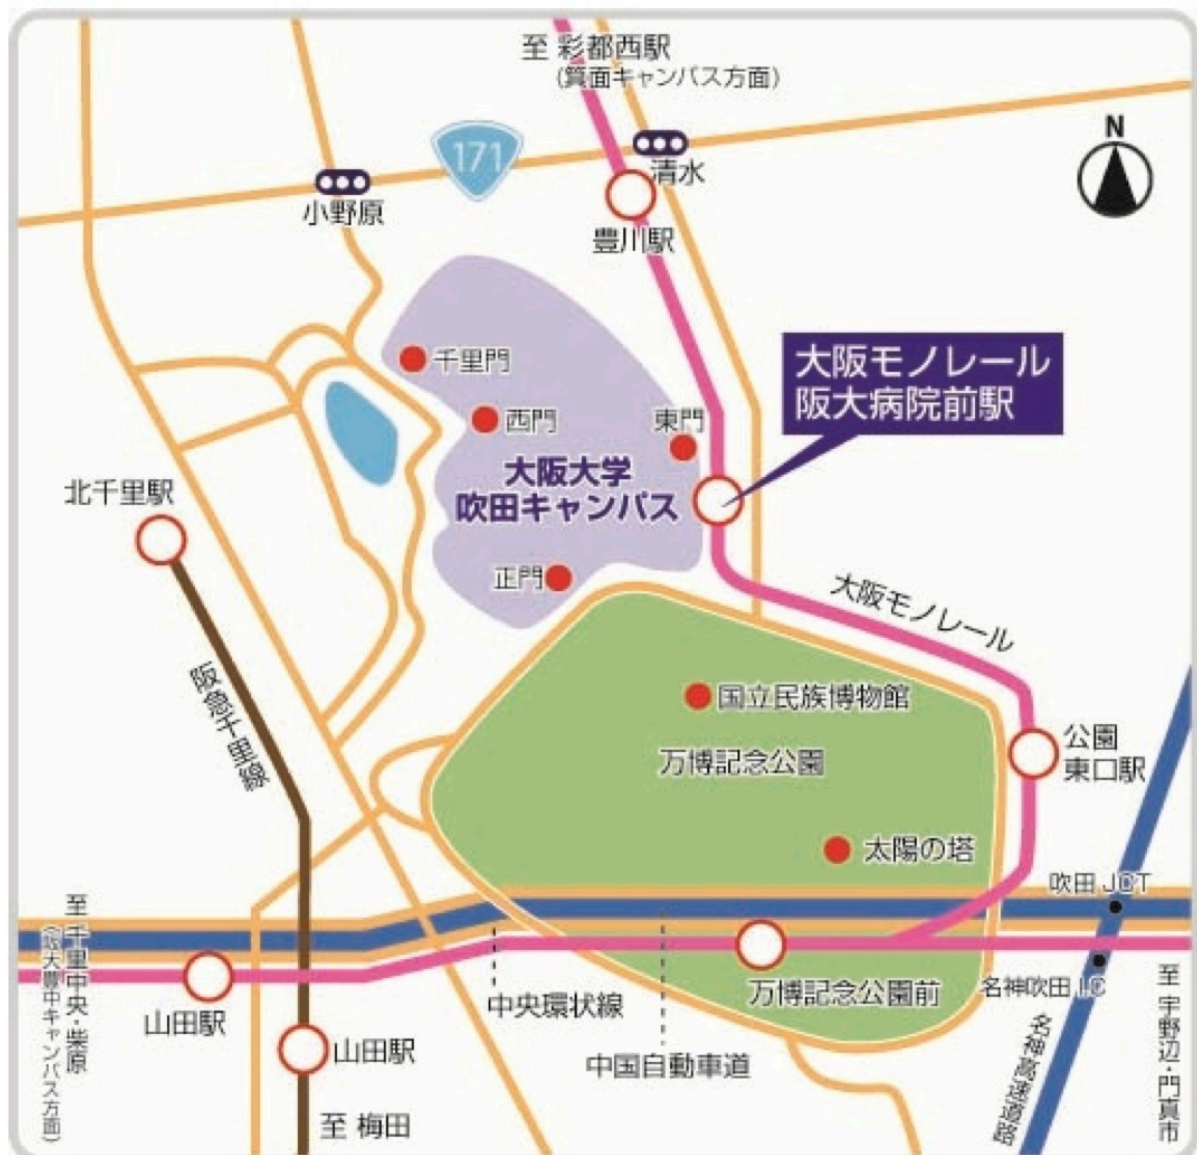 至 彩都西駅
(箕面キャンパス方面)
N
171
清水
小野原
豊川駅
大阪モノレール
阪大病院前駅
千里門
西門
東門
大阪大学
吹田キャンパス
北千里駅
正門
大阪モノレール
阪急千里線
国立民族博物館
万博記念公園
公園
東口駅
太陽の塔
吹田 JCT
至 千里中央・柴原
(阪大豊中キャンパス方面)
山田駅
山田駅
中央環状線
万博記念公園前
名神吹田 I.C
中国自動車道
名神高速道路
至 宇野辺・門真市
至 梅田